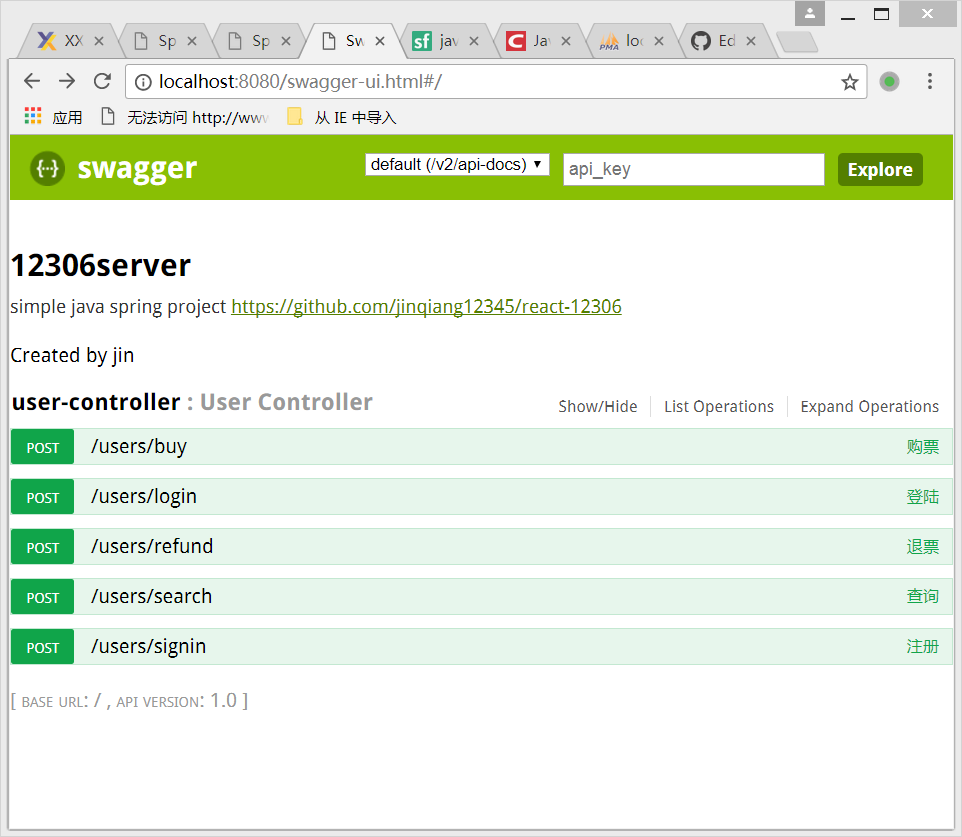 XX Sp Sp Sw jav Jav loc Ed
localhost:8080/swagger-ui.html#/
应用 无法访问 http://www 从 IE 中导入
{···} swagger default (/v2/api-docs) api_key Explore
12306server
simple java spring project https://github.com/jinqiang12345/react-12306
Created by jin
user-controller : User Controller Show/Hide List Operations Expand Operations
POST /users/buy 购票
POST /users/login 登陆
POST /users/refund 退票
POST /users/search 查询
POST /users/signin 注册
[ BASE URL: / , API VERSION: 1.0 ]